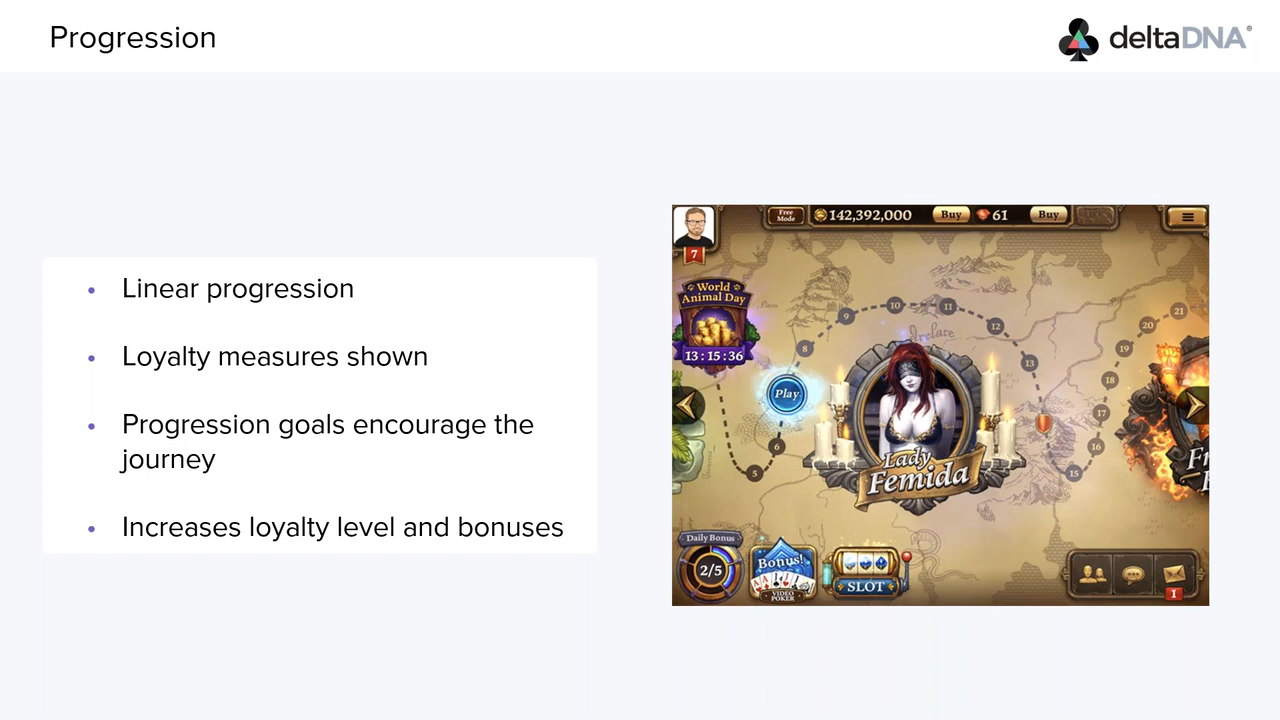 Progression
deltaDNA®
Linear progression
Loyalty measures shown
Progression goals encourage the
journey
Increases loyalty level and bonuses
Free
Mode
142,392,000
Buy
61
Buy
7
World
Animal Day
13:15:36
Play
5
6
8
9
10
11
12
13
15
16
17
18
19
20
21
Lady
Femida
Daily Bonus
2/5
Bonus!
VIDEO
POKER
SLOT
1